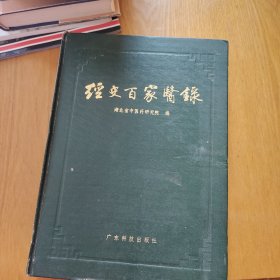 经史百家医录
湖北省中医药研究院 编
广东科技出版社